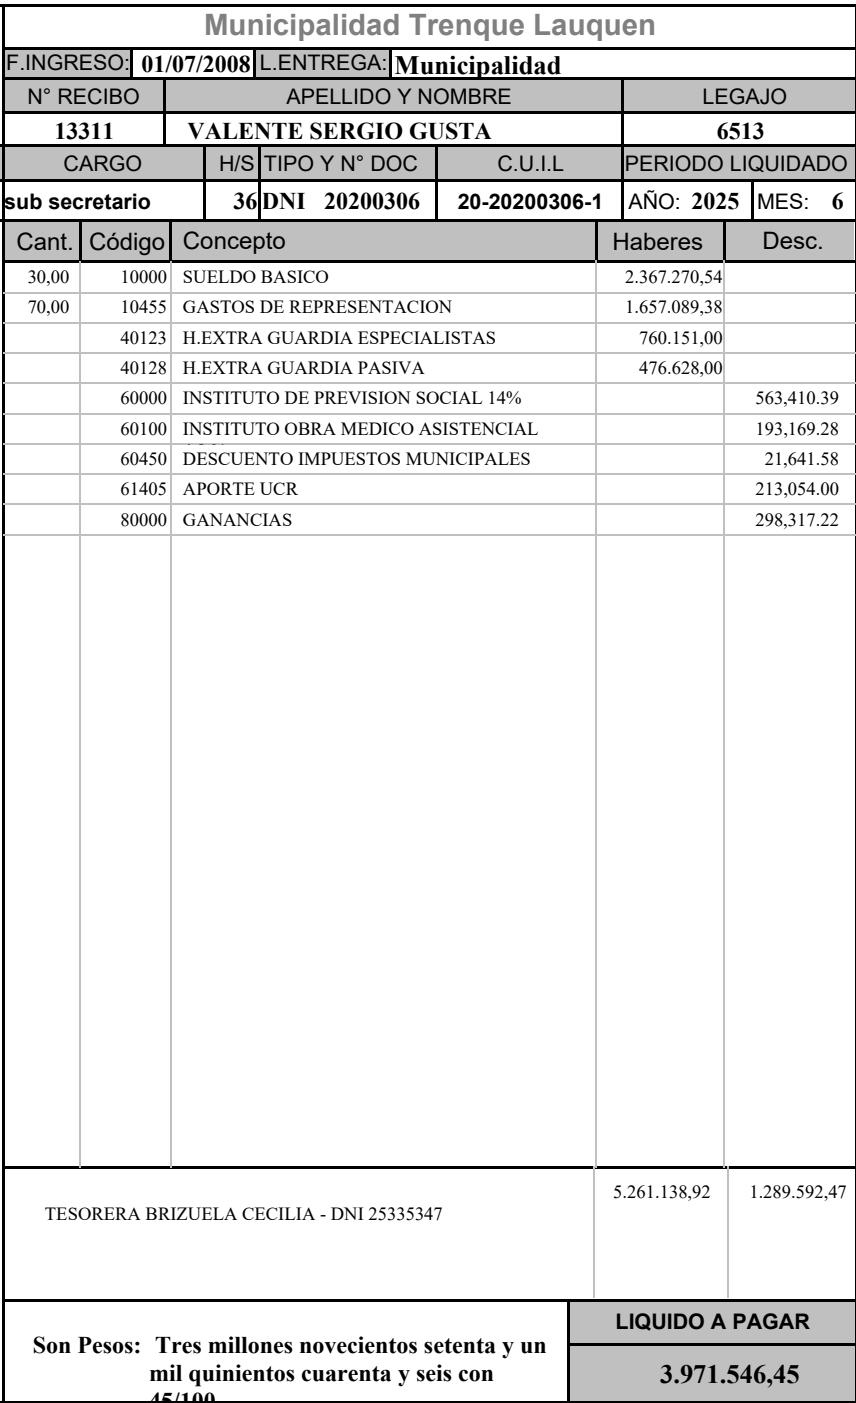 Municipalidad Trenque Lauquen
F.INGRESO: 01/07/2008 L.ENTREGA: Municipalidad
N° RECIBO APELLIDO Y NOMBRE LEGAJO
13311 VALENTE SERGIO GUSTA 6513
CARGO H/S TIPO Y N° DOC C.U.I.L PERIODO LIQUIDADO
sub secretario 36 DNI 20200306 20-20200306-1 AÑO: 2025 MES: 6
Cant. Código Concepto Haberes Desc.
30,00 10000 SUELDO BASICO 2.367.270,54
70,00 10455 GASTOS DE REPRESENTACION 1.657.089,38
40123 H.EXTRA GUARDIA ESPECIALISTAS 760.151,00
40128 H.EXTRA GUARDIA PASIVA 476.628,00
60000 INSTITUTO DE PREVISION SOCIAL 14% 563,410.39
60100 INSTITUTO OBRA MEDICO ASISTENCIAL 193,169.28
60450 DESCUENTO IMPUESTOS MUNICIPALES 21,641.58
61405 APORTE UCR 213,054.00
80000 GANANCIAS 298,317.22
5.261.138,92 1.289.592,47
TESORERA BRIZUELA CECILIA - DNI 25335347
LIQUIDO A PAGAR
Son Pesos: Tres millones novecientos setenta y un
mil quinientos cuarenta y seis con
45/100
3.971.546,45